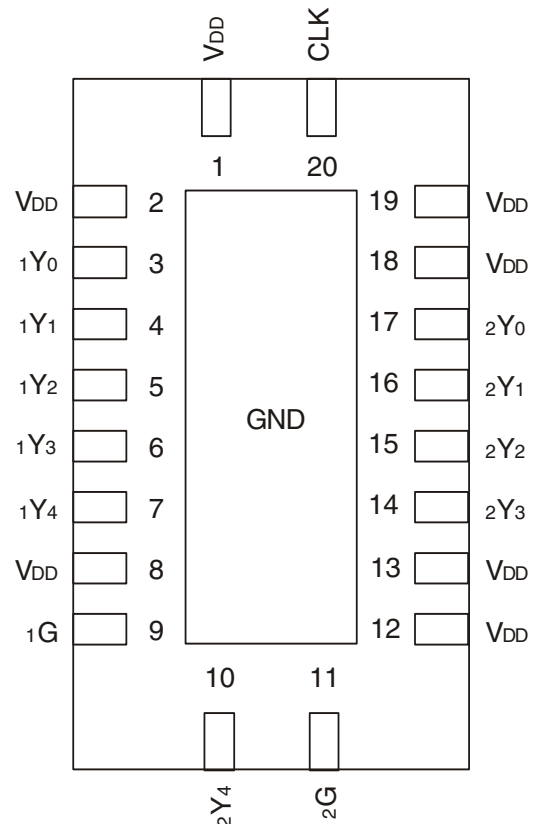 VDD CLK
1 20
VDD 2 19 VDD
1Y0 3 18 VDD
1Y1 4 17 2Y0
1Y2 5 16 2Y1
GND
1Y3 6 15 2Y2
1Y4 7 14 2Y3
VDD 8 13 VDD
1G 9 12 VDD
10 11
2Y4 2G